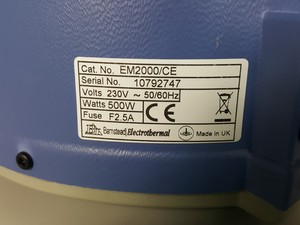 Cat. No. EM2000/CE
Serial No. 10792747
Volts 230V ~ 50/60Hz
Watts 500W
Fuse F2.5A
Barnstead Electrothermal
Made in UK